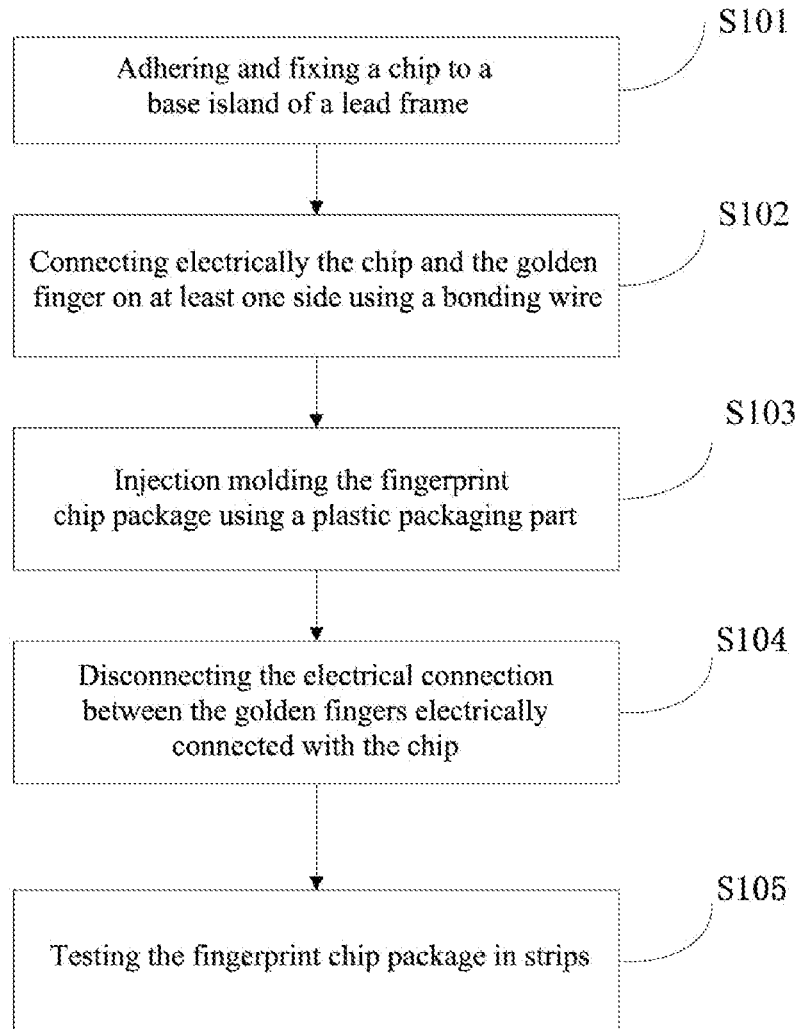 S101
Adhering and fixing a chip to a
base island of a lead frame
S102
Connecting electrically the chip and the golden
finger on at least one side using a bonding wire
S103
Injection molding the fingerprint
chip package using a plastic packaging part
S104
Disconnecting the electrical connection
between the golden fingers electrically
connected with the chip
S105
Testing the fingerprint chip package in strips